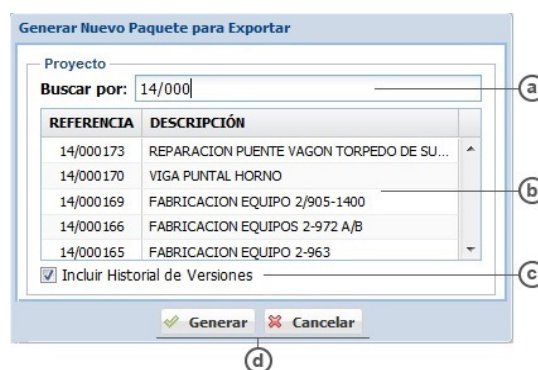 Generar Nuevo Paquete para Exportar
Proyecto
Buscar por: 14/000
a
REFERENCIA DESCRIPCIÓN
14/000173 REPARACION PUENTE VAGON TORPEDO DE SU...
14/000170 VIGA PUNTAL HORNO
14/000169 FABRICACION EQUIPO 2/905-1400
b
14/000166 FABRICACION EQUIPOS 2-972 A/B
14/000165 FABRICACION EQUIPO 2-963
Incluir Historial de Versiones
c
Generar Cancelar
d